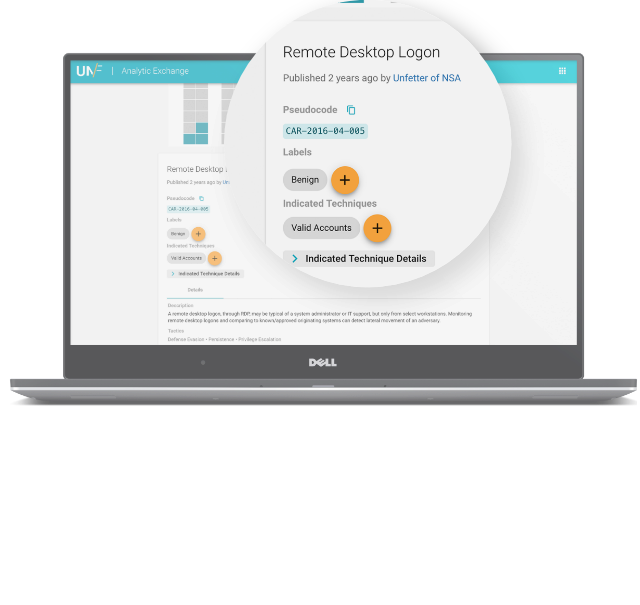 UNF | Analytic Exchange
Remote Desktop Logon
Published 2 years ago by Unfetter of NSA
Pseudocode
CAR-2016-04-005
Labels
Benign +
Indicated Techniques
Valid Accounts +
> Indicated Technique Details
Remote Desktop
Published 2 years ago by Un
Pseudocode
CAR-2016-04-005
Labels
Benign +
Indicated Techniques
Valid Accounts +
> Indicated Technique Details
Details
Description
A remote desktop logon, through RDP, may be typical of a system administrator or IT support, but only from select workstations. Monitoring
remote desktop logons and comparing to known/approved originating systems can detect lateral movement of an adversary
Tactics
Defense Evasion • Persistence • Privilege Escalation
DELL